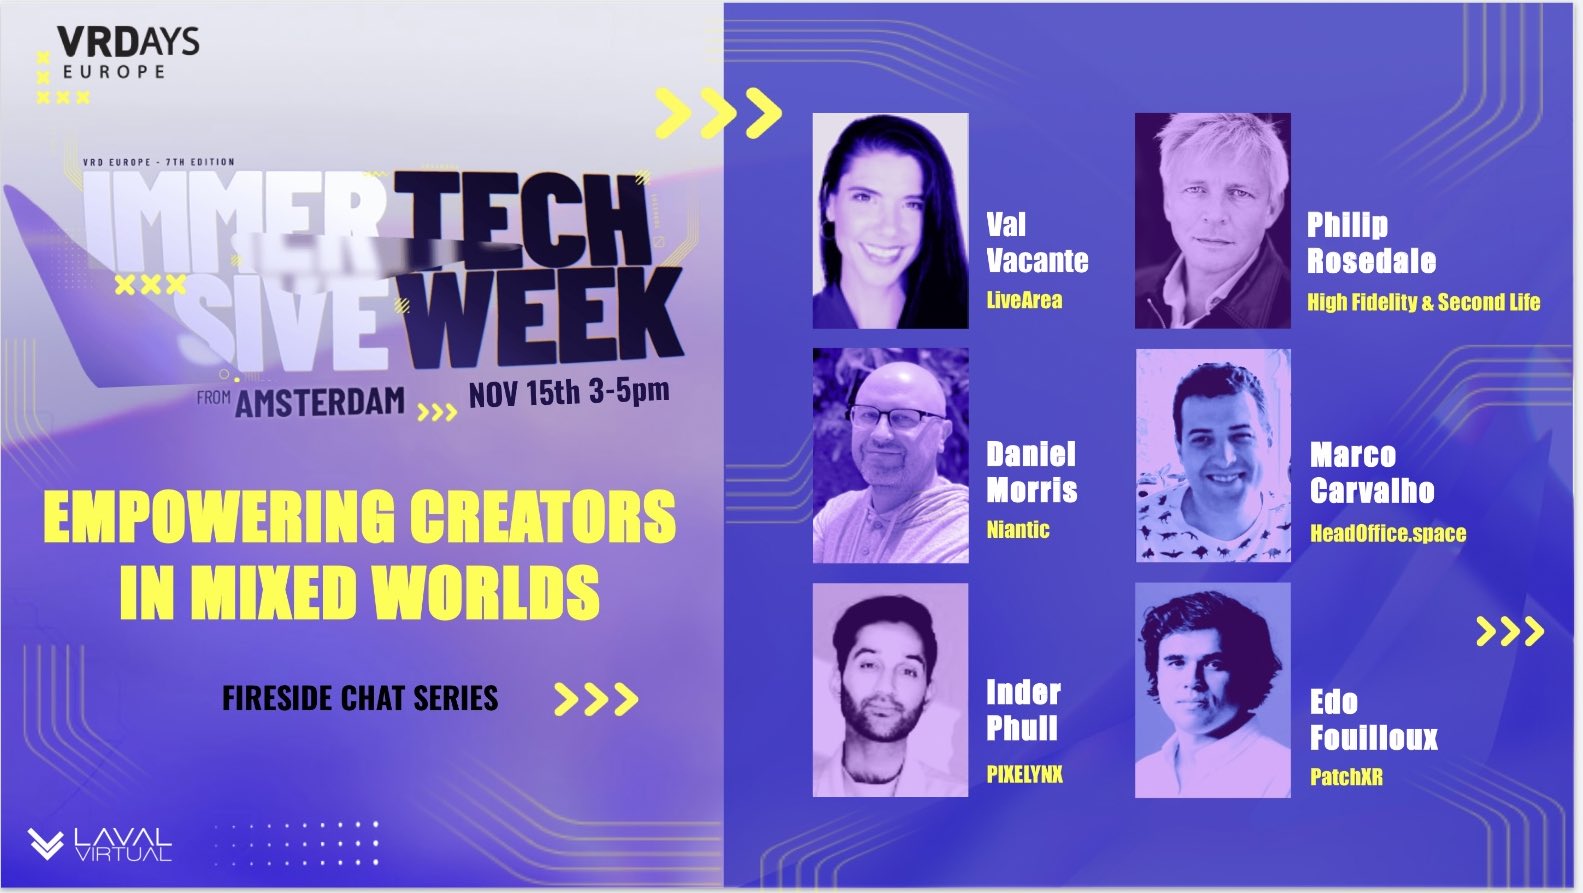 VRDAYS
EUROPE
VRD EUROPE - 7TH EDITION
IMMER TECH
SIVE WEEK
FROM AMSTERDAM >>> NOV 15th 3-5pm
EMPOWERING CREATORS
IN MIXED WORLDS
FIRESIDE CHAT SERIES
LAVAL
VIRTUAL
Val
Vacante
LiveArea
Philip
Rosedale
High Fidelity & Second Life
Daniel
Morris
Niantic
Marco
Carvalho
HeadOffice.space
Inder
Phull
PIXELYNX
Edo
Fouilloux
PatchXR